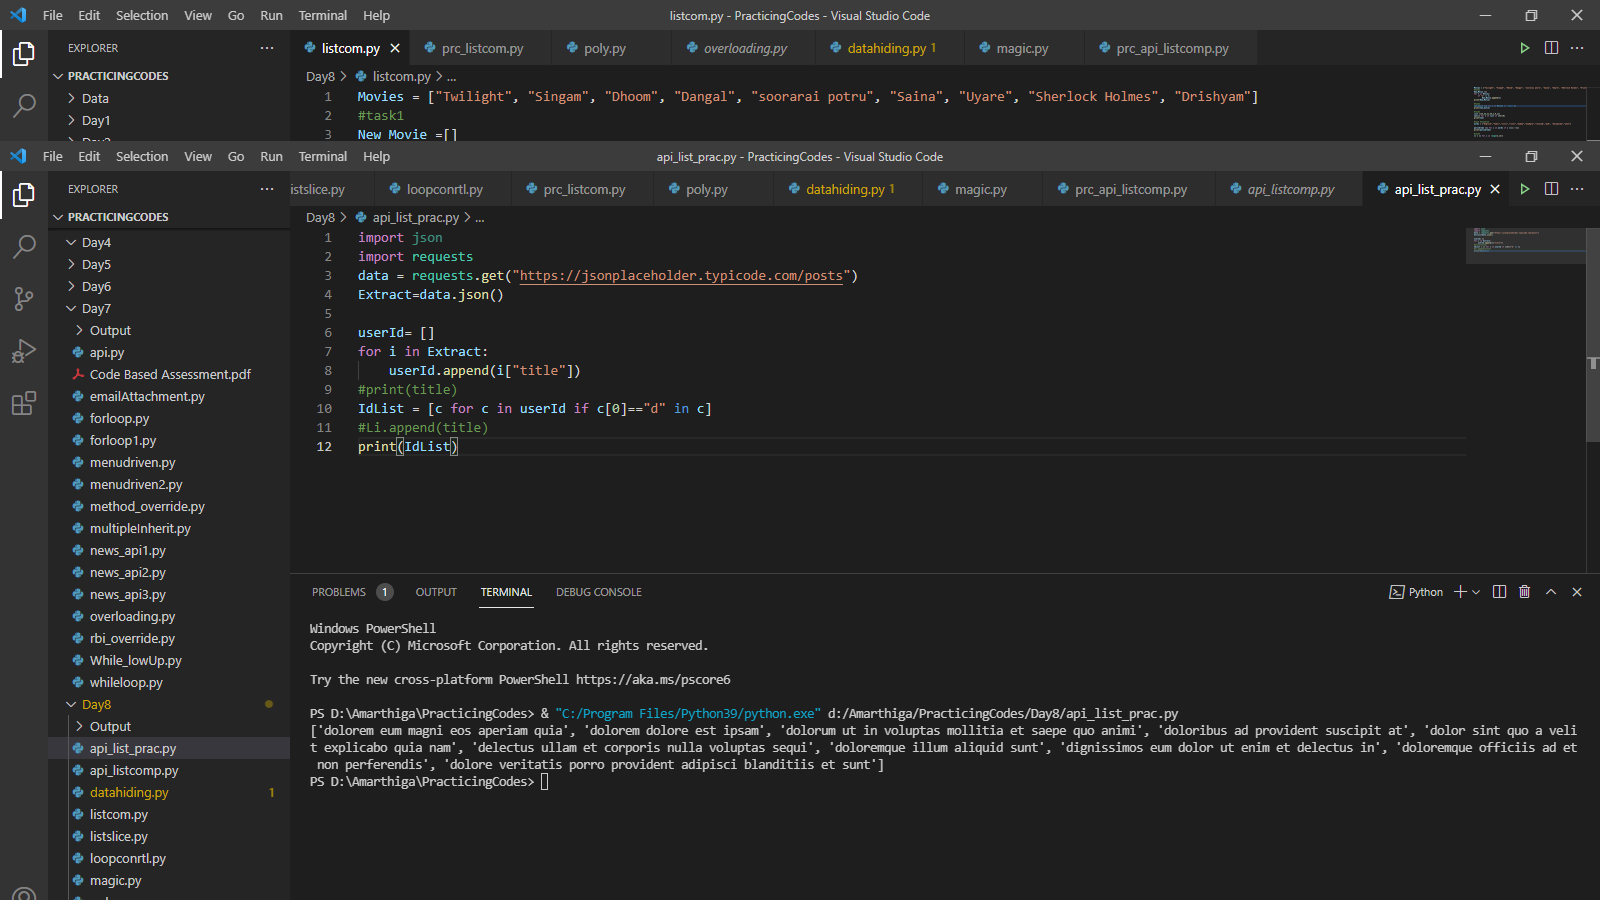 File Edit Selection View Go Run Terminal Help listcom.py - PracticingCodes - Visual Studio Code
EXPLORER ··· listcom.py prc_listcom.py poly.py overloading.py datahiding.py 1 magic.py prc_api_listcomp.py ···
PRACTICINGCODES Day8 > listcom.py > ...
Data 1 Movies = ["Twilight", "Singam", "Dhoom", "Dangal", "soorarai potru", "Saina", "Uyare", "Sherlock Holmes", "Drishyam"]
Day1 2 #task1
3 New Movie =[]
File Edit Selection View Go Run Terminal Help api_list_prac.py - PracticingCodes - Visual Studio Code
EXPLORER ··· istslice.py loopconrtl.py prc_listcom.py poly.py datahiding.py 1 magic.py prc_api_listcomp.py api_listcomp.py api_list_prac.py ···
PRACTICINGCODES
Day4
Day5
Day6
Day7
Output
api.py
Code Based Assessment.pdf
emailAttachment.py
forloop.py
forloop1.py
menudriven.py
menudriven2.py
method_override.py
multipleInherit.py
news_api1.py
news_api2.py
news_api3.py
overloading.py
rbi_override.py
While_lowUp.py
whileloop.py
Day8
Output
api_list_prac.py
api_listcomp.py
datahiding.py 1
listcom.py
listslice.py
loopconrtl.py
magic.py
Day8 > api_list_prac.py > ...
1 import json
2 import requests
3 data = requests.get("https://jsonplaceholder.typicode.com/posts")
4 Extract=data.json()
5
6 userId= []
7 for i in Extract:
8 userId.append(i["title"])
9 #print(title)
10 IdList = [c for c in userId if c[0]=="d" in c]
11 #Li.append(title)
12 print(IdList)
PROBLEMS 1 OUTPUT TERMINAL DEBUG CONSOLE Python
Windows PowerShell
Copyright (C) Microsoft Corporation. All rights reserved.
Try the new cross-platform PowerShell https://aka.ms/pscore6
PS D:\Amarthiga\PracticingCodes> & "C:/Program Files/Python39/python.exe" d:/Amarthiga/PracticingCodes/Day8/api_list_prac.py
['dolorem eum magni eos aperiam quia', 'dolorem dolore est ipsam', 'dolorum ut in voluptas mollitia et saepe quo animi', 'doloribus ad provident suscipit at', 'dolor sint quo a veli
t explicabo quia nam', 'delectus ullam et corporis nulla voluptas sequi', 'doloremque illum aliquid sunt', 'dignissimos eum dolor ut enim et delectus in', 'doloremque officiis ad et
non perferendis', 'dolore veritatis porro provident adipisci blanditiis et sunt']
PS D:\Amarthiga\PracticingCodes>